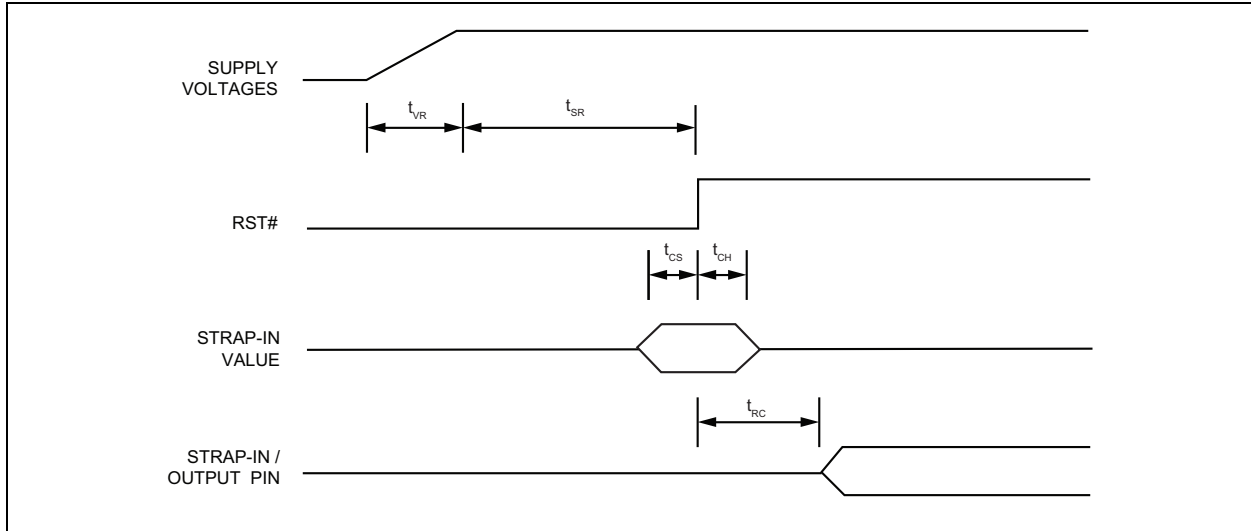 SUPPLY
VOLTAGES
tVR
tSR
RST#
tCS
tCH
STRAP-IN
VALUE
tRC
STRAP-IN /
OUTPUT PIN